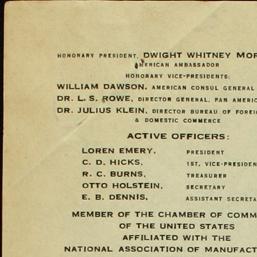 HONORARY PRESIDENT, DWIGHT WHITNEY MOR
AMERICAN AMBASSADOR
HONORARY VICE-PRESIDENTS:
WILLIAM DAWSON, AMERICAN CONSUL GENERAL
DR. L. S. ROWE, DIRECTOR GENERAL, PAN AMERIC
DR. JULIUS KLEIN, DIRECTOR BUREAU OF FOREI
& DOMESTIC COMMERCE
ACTIVE OFFICERS:
LOREN EMERY, PRESIDENT
C. D. HICKS, 1ST, VICE-PRESIDEN
R. C. BURNS, TREASURER
OTTO HOLSTEIN, SECRETARY
E. B. DENNIS, ASSISTANT SECRETA
MEMBER OF THE CHAMBER OF COMM
OF THE UNITED STATES
AFFILIATED WITH THE
NATIONAL ASSOCIATION OF MANUFACT